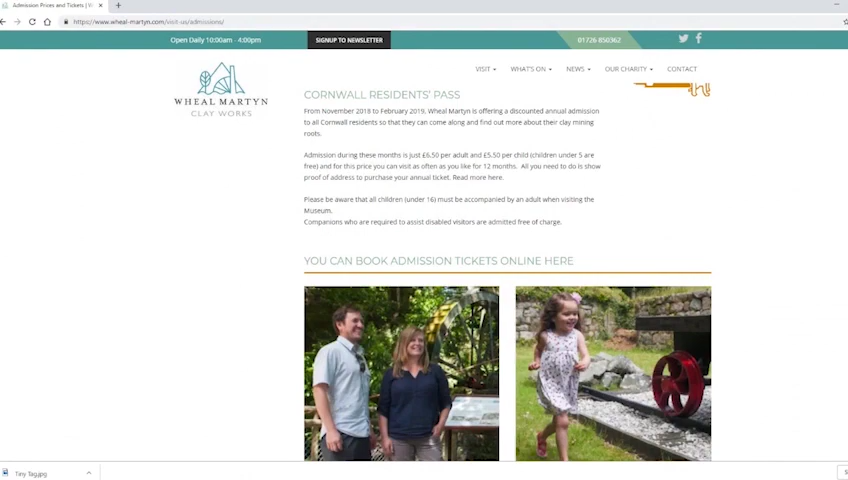 Admission Prices and Tickets | W
https://www.wheal-martyn.com/visit-us/admissions/
Open Daily 10:00am - 4:00pm
SIGNUP TO NEWSLETTER
01726 850362
VISIT
WHAT'S ON
NEWS
OUR CHARITY
CONTACT
WHEAL MARTYN
CLAY WORKS
CORNWALL RESIDENTS' PASS
From November 2018 to February 2019, Wheal Martyn is offering a discounted annual admission
to all Cornwall residents so that they can come along and find out more about their clay mining
roots.
Admission during these months is just £6.50 per adult and £5.50 per child (children under 5 are
free) and for this price you can visit as often as you like for 12 months. All you need to do is show
proof of address to purchase your annual ticket. Read more here.
Please be aware that all children (under 16) must be accompanied by an adult when visiting the
Museum.
Companions who are required to assist disabled visitors are admitted free of charge.
YOU CAN BOOK ADMISSION TICKETS ONLINE HERE
Tiny Tag.jpg
S